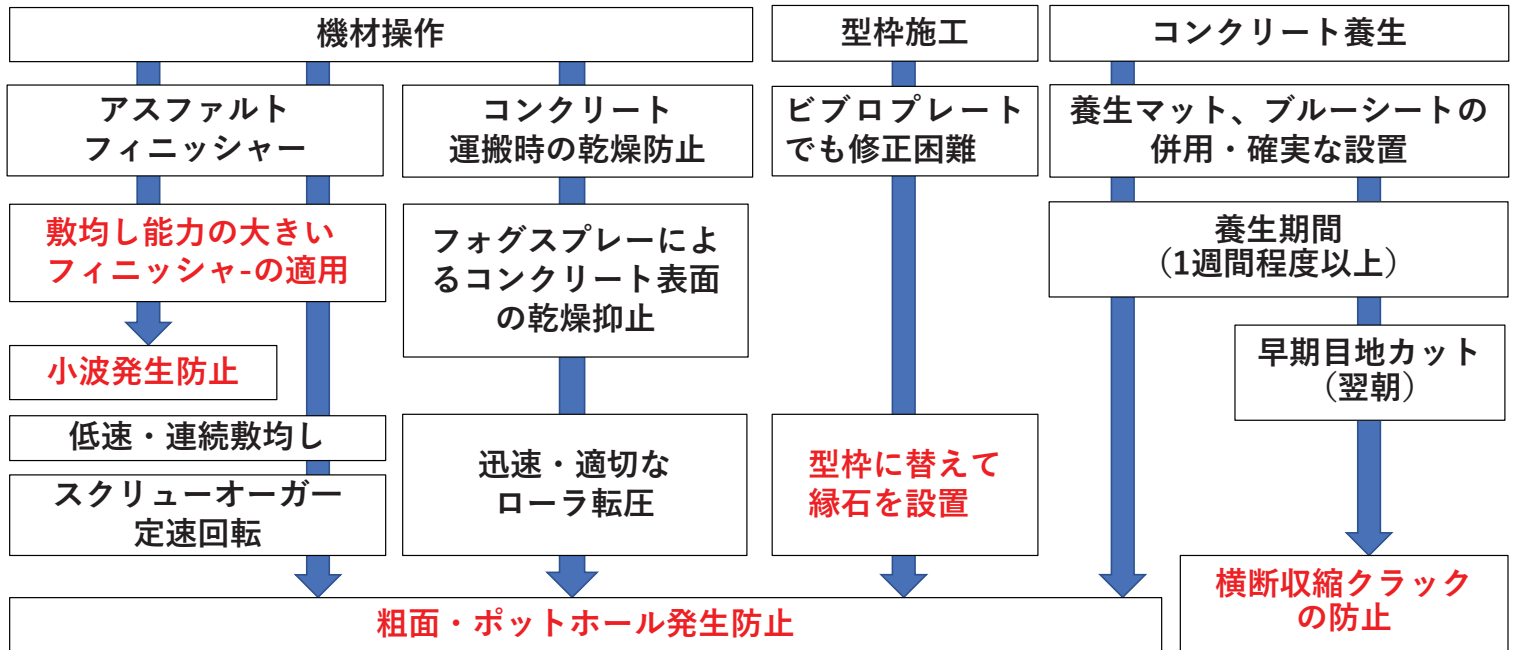 機材操作
型枠施工
コンクリート養生
アスファルト
フィニッシャー
コンクリート
運搬時の乾燥防止
ビブロプレート
でも修正困難
養生マット、ブルーシートの
併用・確実な設置
敷均し能力の大きい
フィニッシャ-の適用
フォグスプレーによ
るコンクリート表面
の乾燥抑止
養生期間
（1週間程度以上）
小波発生防止
早期目地カット
（翌朝）
低速・連続敷均し
スクリューオーガー
定速回転
迅速・適切な
ローラ転圧
型枠に替えて
縁石を設置
粗面・ポットホール発生防止
横断収縮クラック
の防止